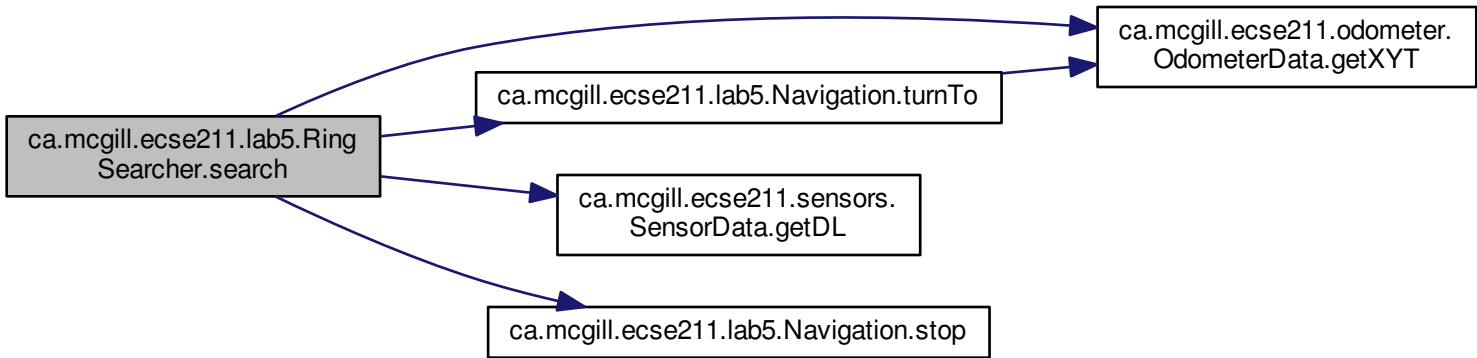 ca.mcgill.ecse211.odometer.
OdometerData.getXYT
ca.mcgill.ecse211.lab5.Navigation.turnTo
ca.mcgill.ecse211.lab5.Ring
Searcher.search
ca.mcgill.ecse211.sensors.
SensorData.getDL
ca.mcgill.ecse211.lab5.Navigation.stop